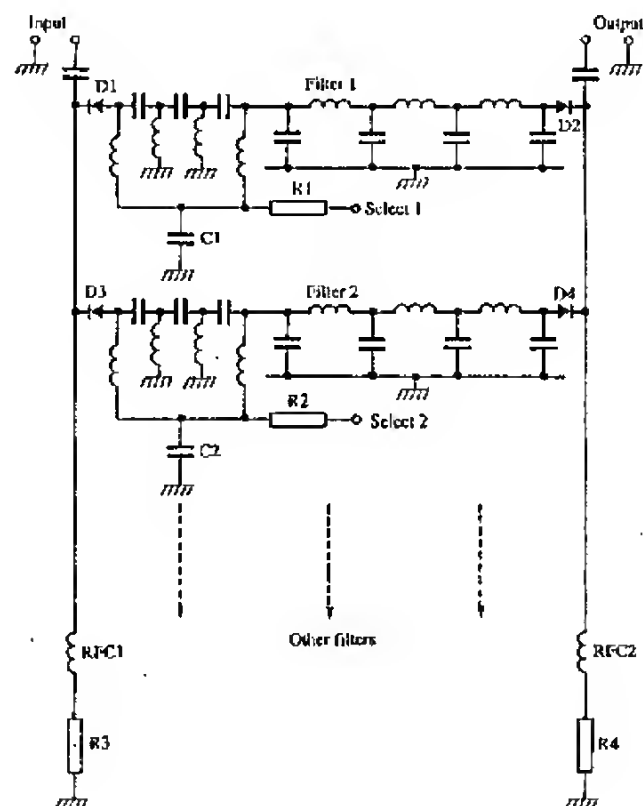 Input
Output
D1
Filter 1
D2
R1
Select 1
C1
D3
Filter 2
D4
R2
Select 2
C2
Other filters
RFC1
RFC2
R3
R4